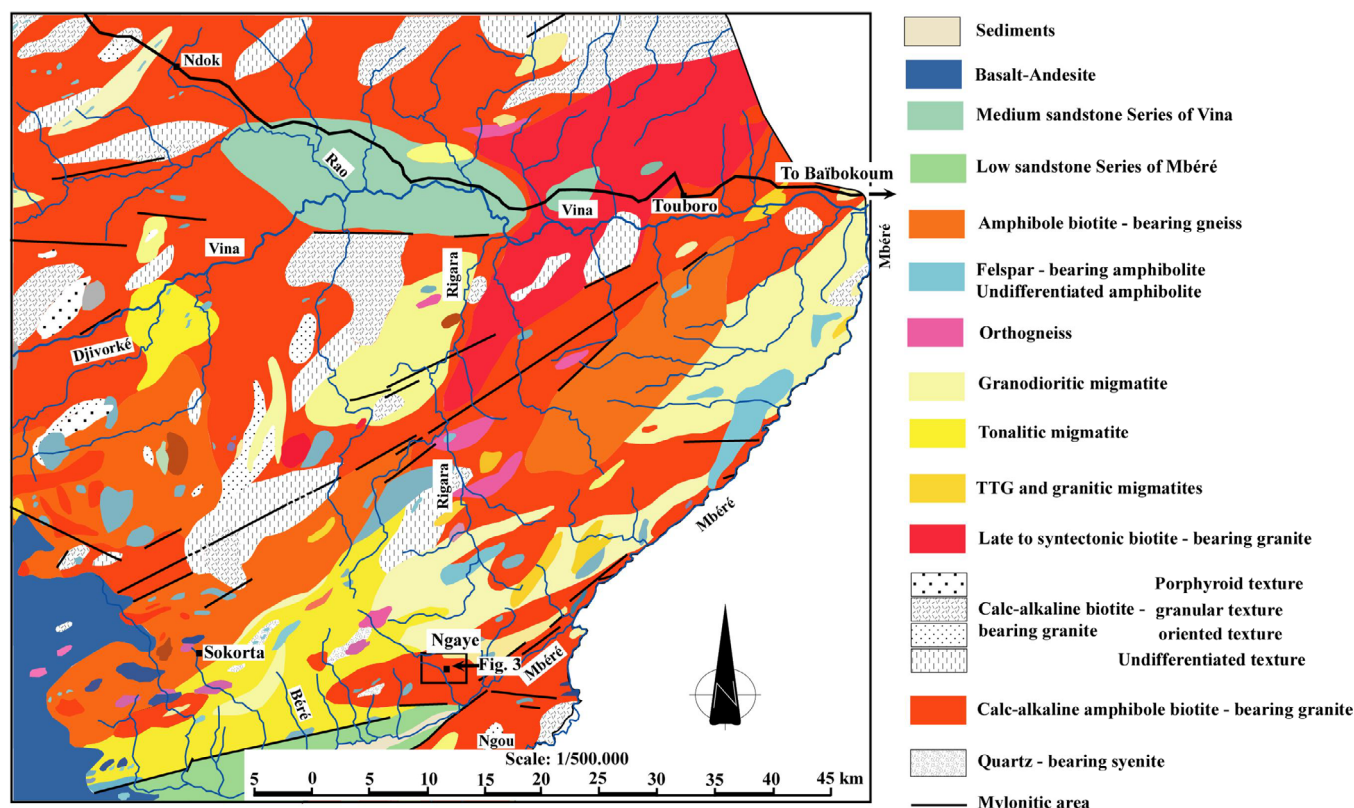 Ndok
Rao
To Baïbokoum
Vina
Touboro
Mbéré
Vina
Rigara
Djivorké
Rigara
Mbéré
Sokorta
Ngaye
Fig. 3
Mbéré
Béré
N
Ngou
Scale: 1/500.000
5 0 5 10 15 20 25 30 35 40 45 km
Sediments
Basalt-Andesite
Medium sandstone Series of Vina
Low sandstone Series of Mbéré
Amphibole biotite - bearing gneiss
Felspar - bearing amphibolite
Undifferentiated amphibolite
Orthogneiss
Granodioritic migmatite
Tonalitic migmatite
TTG and granitic migmatites
Late to syntectonic biotite - bearing granite
Porphyroid texture
Calc-alkaline biotite - granular texture
bearing granite oriented texture
Undifferentiated texture
Calc-alkaline amphibole biotite - bearing granite
Quartz - bearing syenite
Mylonitic area